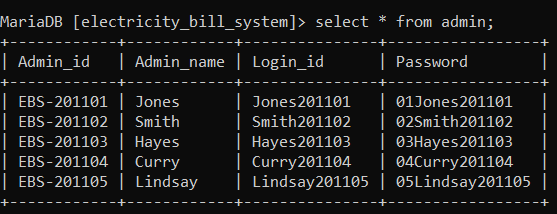 MariaDB [electricity_bill_system]> select * from admin;
+------------+------------+---------------+-----------------+
| Admin_id | Admin_name | Login_id | Password |
+------------+------------+---------------+-----------------+
| EBS-201101 | Jones | Jones201101 | 01Jones201101 |
| EBS-201102 | Smith | Smith201102 | 02Smith201102 |
| EBS-201103 | Hayes | Hayes201103 | 03Hayes201103 |
| EBS-201104 | Curry | Curry201104 | 04Curry201104 |
| EBS-201105 | Lindsay | Lindsay201105 | 05Lindsay201105 |
+------------+------------+---------------+-----------------+